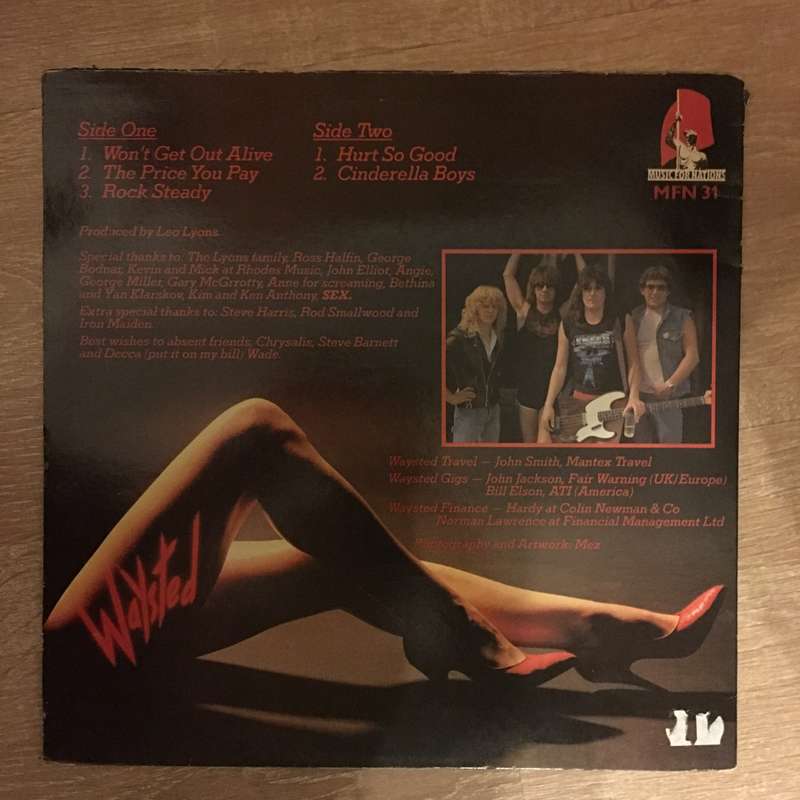 Side One
1. Won't Get Out Alive
2. The Price You Pay
3. Rock Steady
Side Two
1. Hurt So Good
2. Cinderella Boys
MUSIC FOR NATIONS
MFN 31
Produced by Leo Lyons
Special thanks to: The Lyons family, Ross Halfin, George
Bodnar, Kevin and Mick at Rhodes Music, John Elliot, Angie,
George Miller, Gary McGrrotty, Anne for screaming, Bethina
and Yan Klarskov, Kim and Ken Anthony, SEX.
Extra special thanks to: Steve Harris, Rod Smallwood and
Iron Maiden
Best wishes to absent friends, Chrysalis, Steve Barnett
and Decca (put it on my bill) Wade.
Waysted Travel — John Smith, Mantex Travel
Waysted Gigs — John Jackson, Fair Warning (UK/Europe)
Bill Elson, ATI (America)
Waysted Finance — Hardy at Colin Newman & Co
Norman Lawrence at Financial Management Ltd
Photography and Artwork: Mez
Waysted